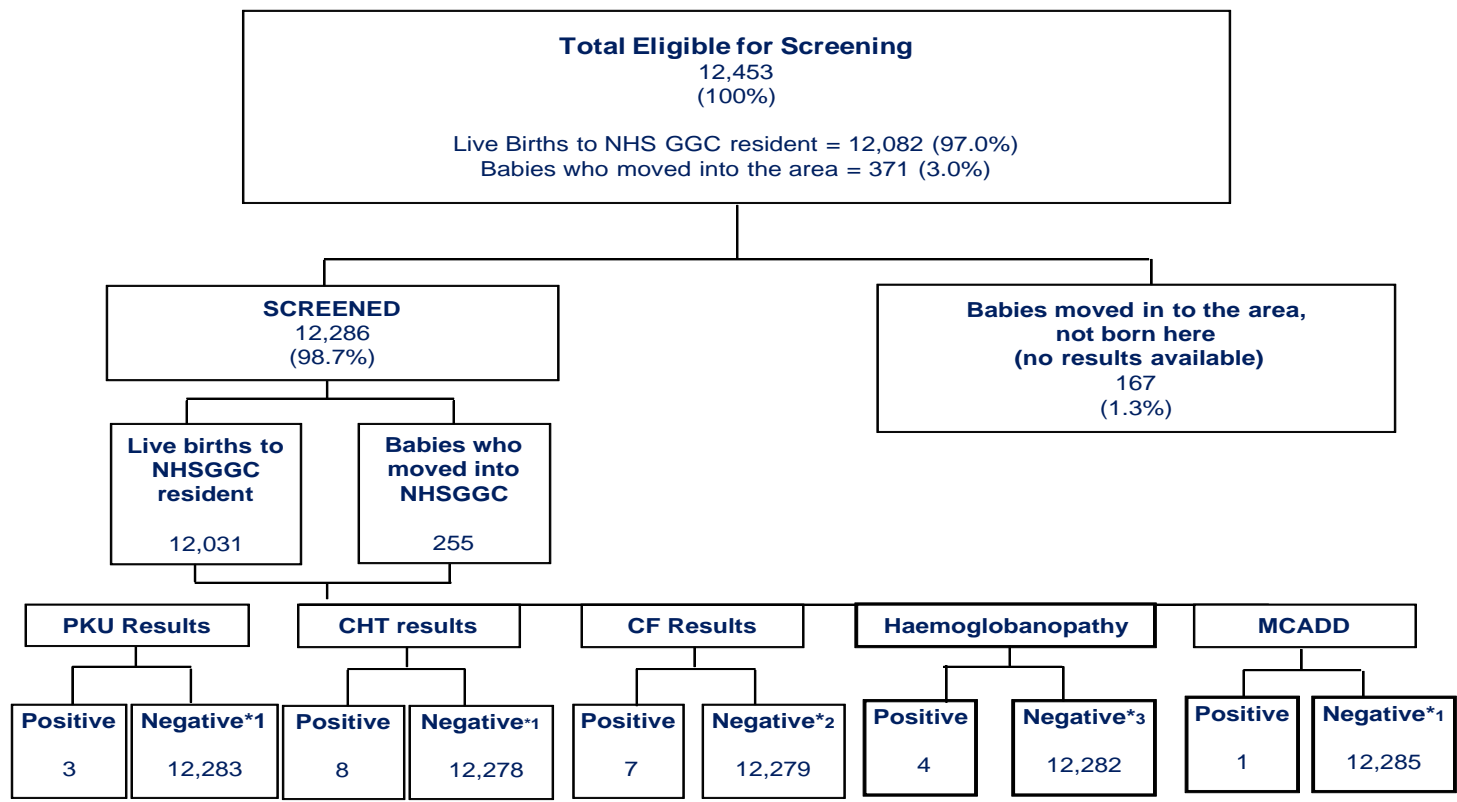 Total Eligible for Screening
12,453
(100%)
Live Births to NHS GGC resident = 12,082 (97.0%)
Babies who moved into the area = 371 (3.0%)
SCREENED
12,286
(98.7%)
Babies moved in to the area,
not born here
(no results available)
167
(1.3%)
Live births to
NHSGGC
resident
12,031
Babies who
moved into
NHSGGC
255
PKU Results
CHT results
CF Results
Haemoglobanopathy
MCADD
Positive
3
Negative*1
12,283
Positive
8
Negative*1
12,278
Positive
7
Negative*2
12,279
Positive
4
Negative*3
12,282
Positive
1
Negative*1
12,285